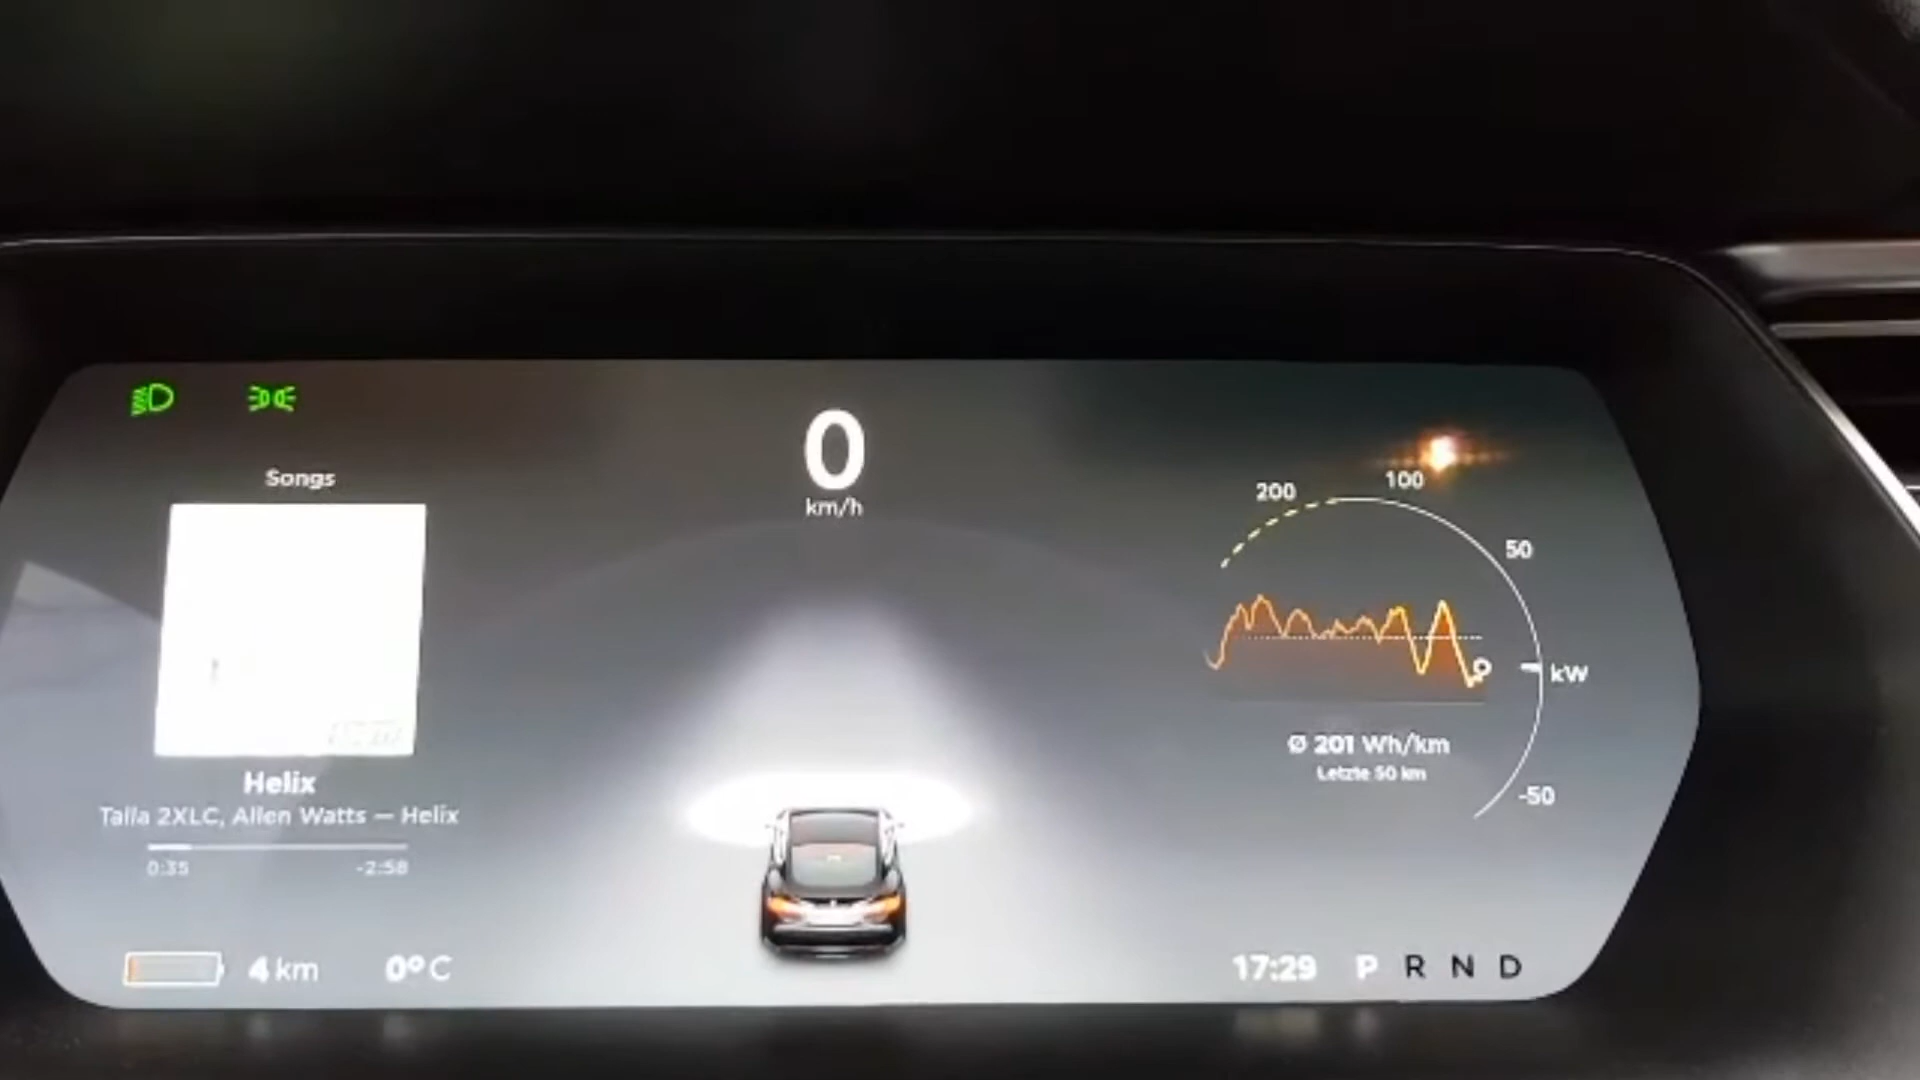 0
km/h
Songs
Helix
Talla 2XLC, Allen Watts — Helix
0:35
-2:58
4 km
0° C
200
100
50
kW
-50
Ø 201 Wh/km
Letzte 50 km
17:29
P R N D